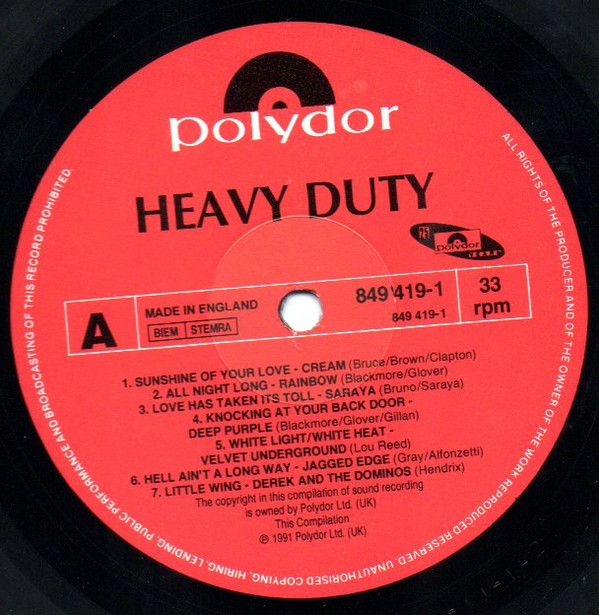 polydor
HEAVY DUTY
polydor
YEARS
A
MADE IN ENGLAND
BIEM STEMRA
849 419-1
849 419-1
33
rpm
1. SUNSHINE OF YOUR LOVE - CREAM (Bruce/Brown/Clapton)
2. ALL NIGHT LONG - RAINBOW (Blackmore/Glover)
3. LOVE HAS TAKEN ITS TOLL - SARAYA (Bruno/Saraya)
4. KNOCKING AT YOUR BACK DOOR -
DEEP PURPLE (Blackmore/Glover/Gillan)
5. WHITE LIGHT/WHITE HEAT -
VELVET UNDERGROUND (Lou Reed)
6. HELL AIN'T A LONG WAY - JAGGED EDGE (Gray/Alfonzetti)
7. LITTLE WING - DEREK AND THE DOMINOS (Hendrix)
The copyright in this compilation of sound recording
is owned by Polydor Ltd. (UK)
This Compilation
℗ 1991 Polydor Ltd. (UK)
ALL RIGHTS OF THE PRODUCER AND OF THE OWNER OF THE WORK REPRODUCED RESERVED. UNAUTHORISED COPYING, HIRING, LENDING, PUBLIC PERFORMANCE AND BROADCASTING OF THIS RECORD PROHIBITED.